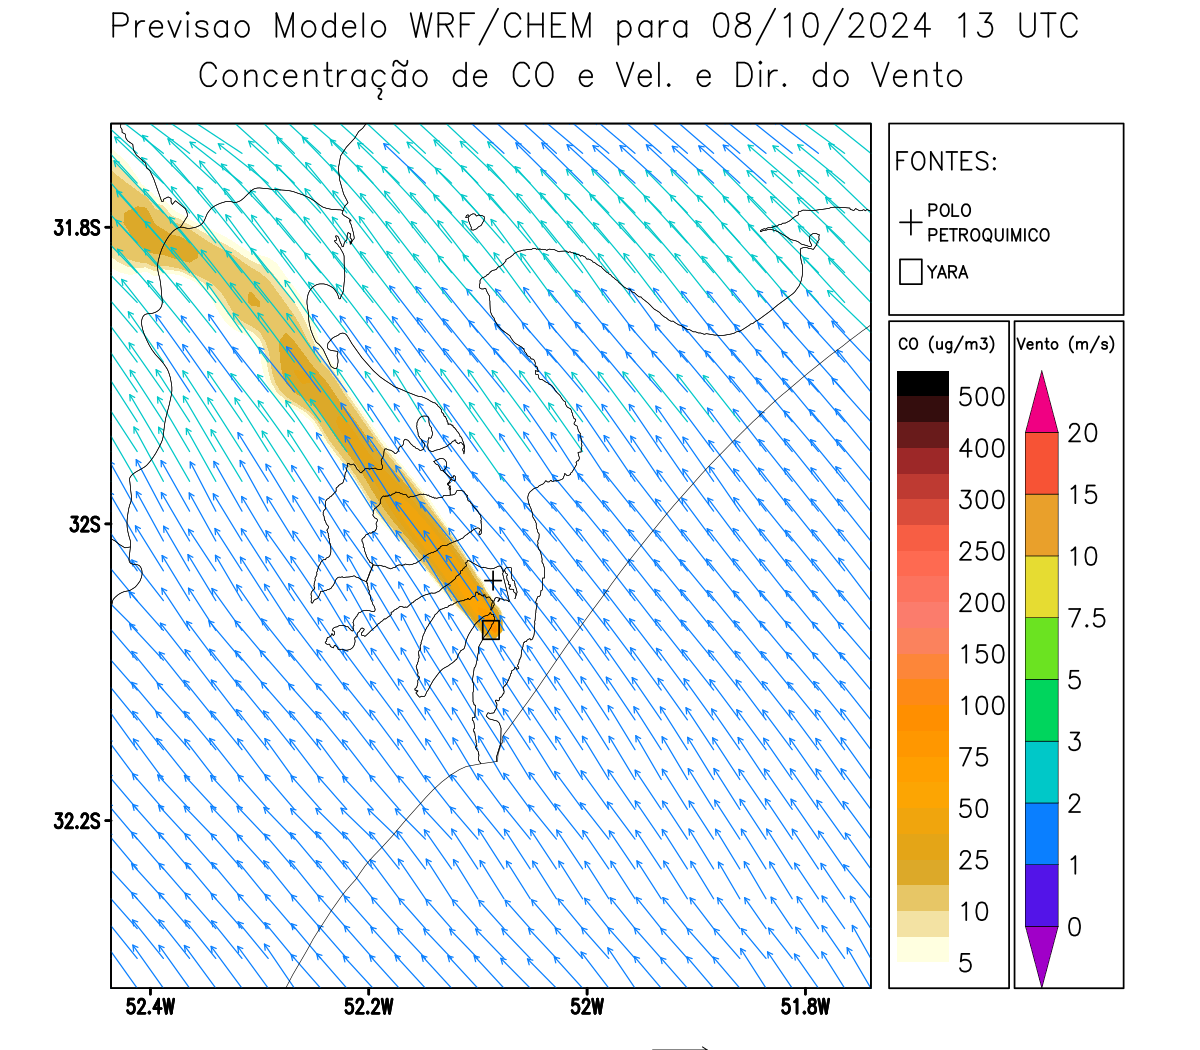 Previsao Modelo WRF/CHEM para 08/10/2024 13 UTC
Concentração de CO e Vel. e Dir. do Vento
FONTES:
POLO
PETROQUIMICO
YARA
31.8S
32S
32.2S
52.4W
52.2W
52W
51.8W
CO (ug/m3)
500
400
300
250
200
150
100
75
50
25
10
5
Vento (m/s)
20
15
10
7.5
5
3
2
1
0